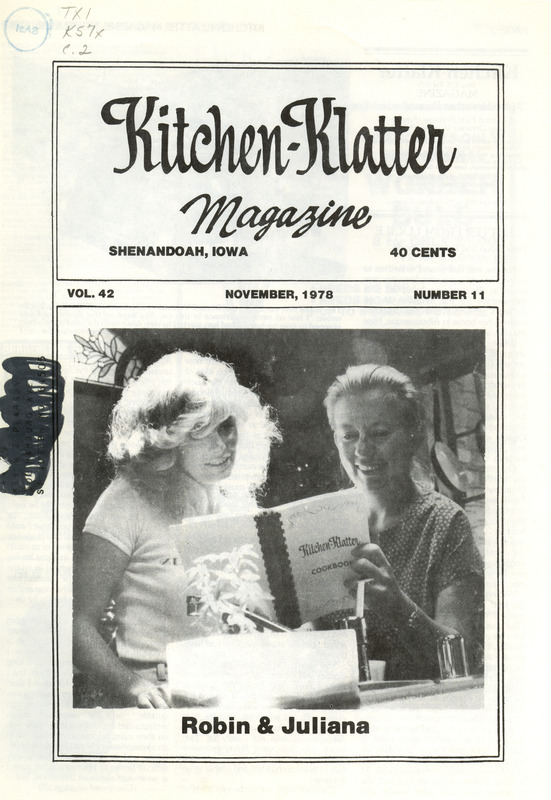 TX1
K57x
C.2
Kitchen-Klatter
Magazine
SHENANDOAH, IOWA 40 CENTS
VOL. 42 NOVEMBER, 1978 NUMBER 11
Kitchen-Klatter
COOKBOOK
Robin & Juliana